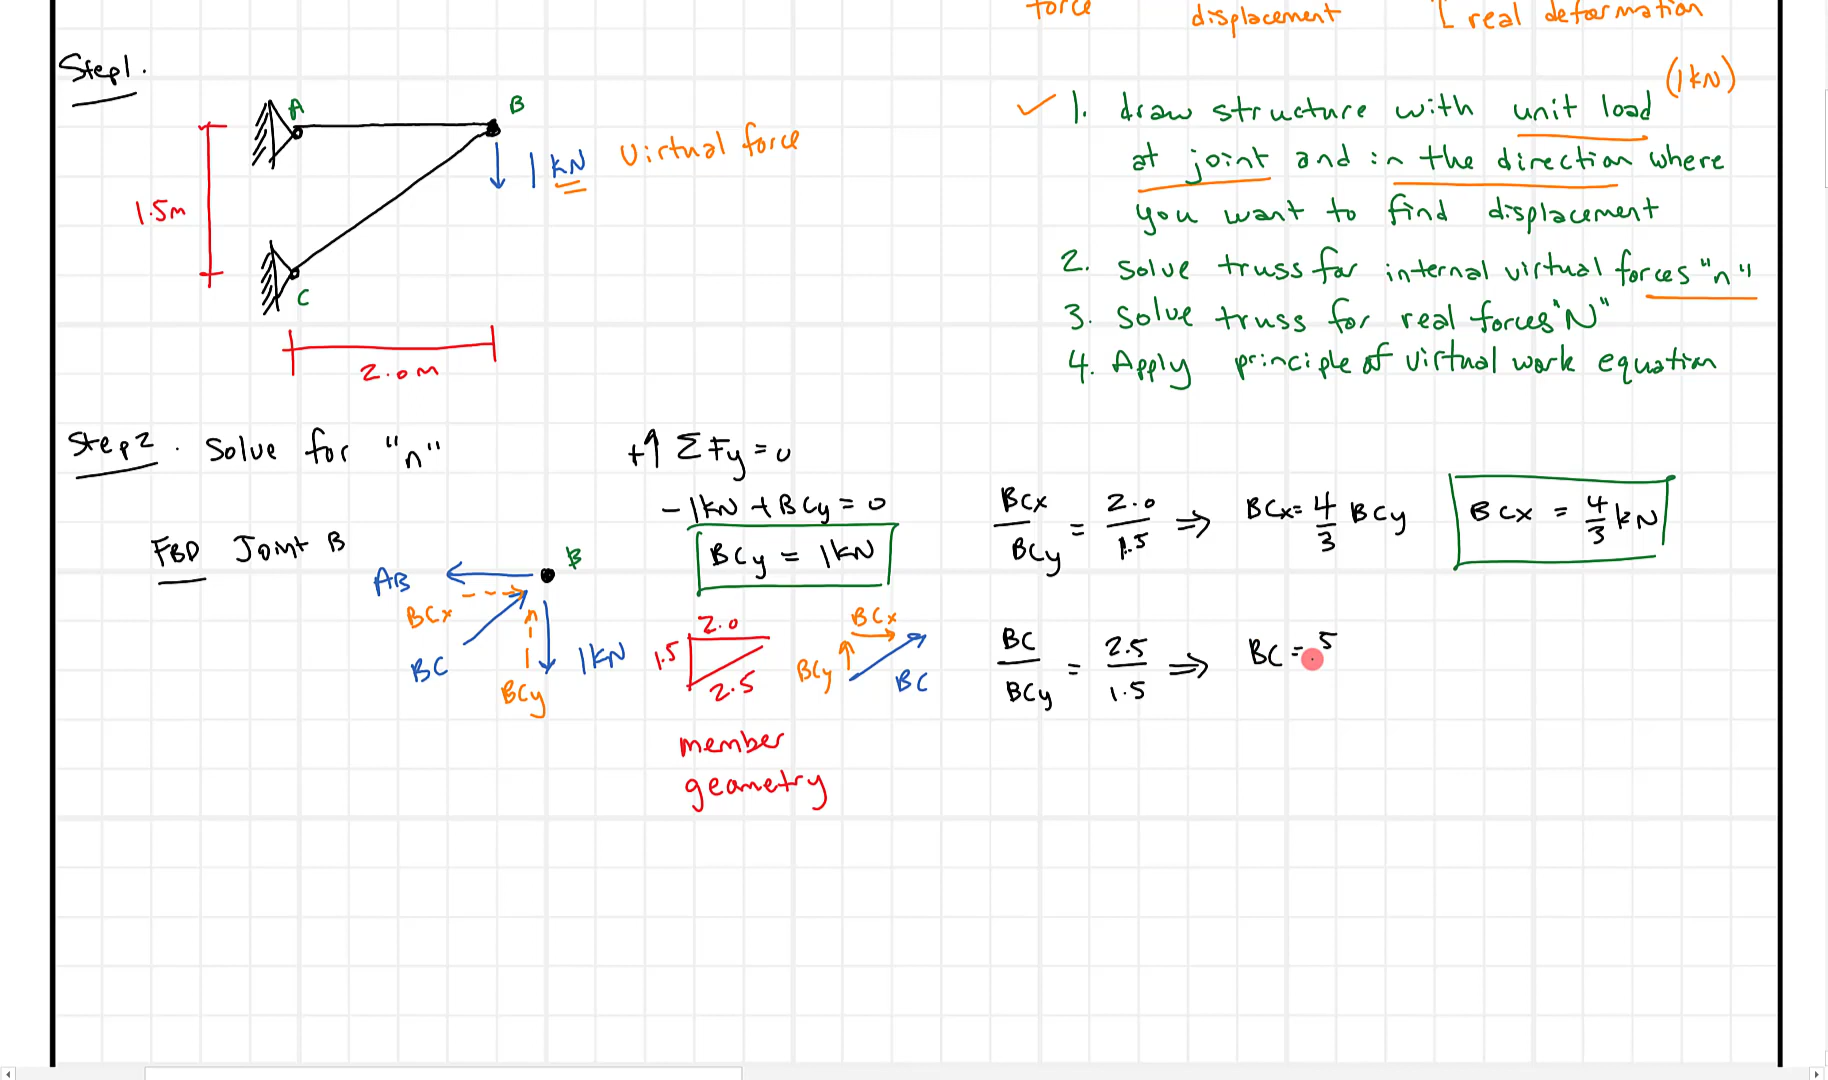 force displacement [ real deformation
Step1.
A
B
1 kN virtual force
1.5m
C
2.0m
(1kN)
✓ 1. draw structure with unit load
at joint and in the direction where
you want to find displacement
2. Solve truss for internal virtual forces "n"
3. Solve truss for real forces "N"
4. Apply principle of virtual work equation
Step2. Solve for "n"
FBD Joint B
AB
B
BCx
BC
BCy
1kN
+↑ ΣFy = 0
-1kN + BCy = 0
BCy = 1kN
2.0
1.5
2.5
member
geometry
BCx
BCy
BC
BCx/BCy = 2.0/1.5 ⇒ BCx = 4/3 BCy
BCx = 4/3 kN
BC/BCy = 2.5/1.5 ⇒ BC = 5